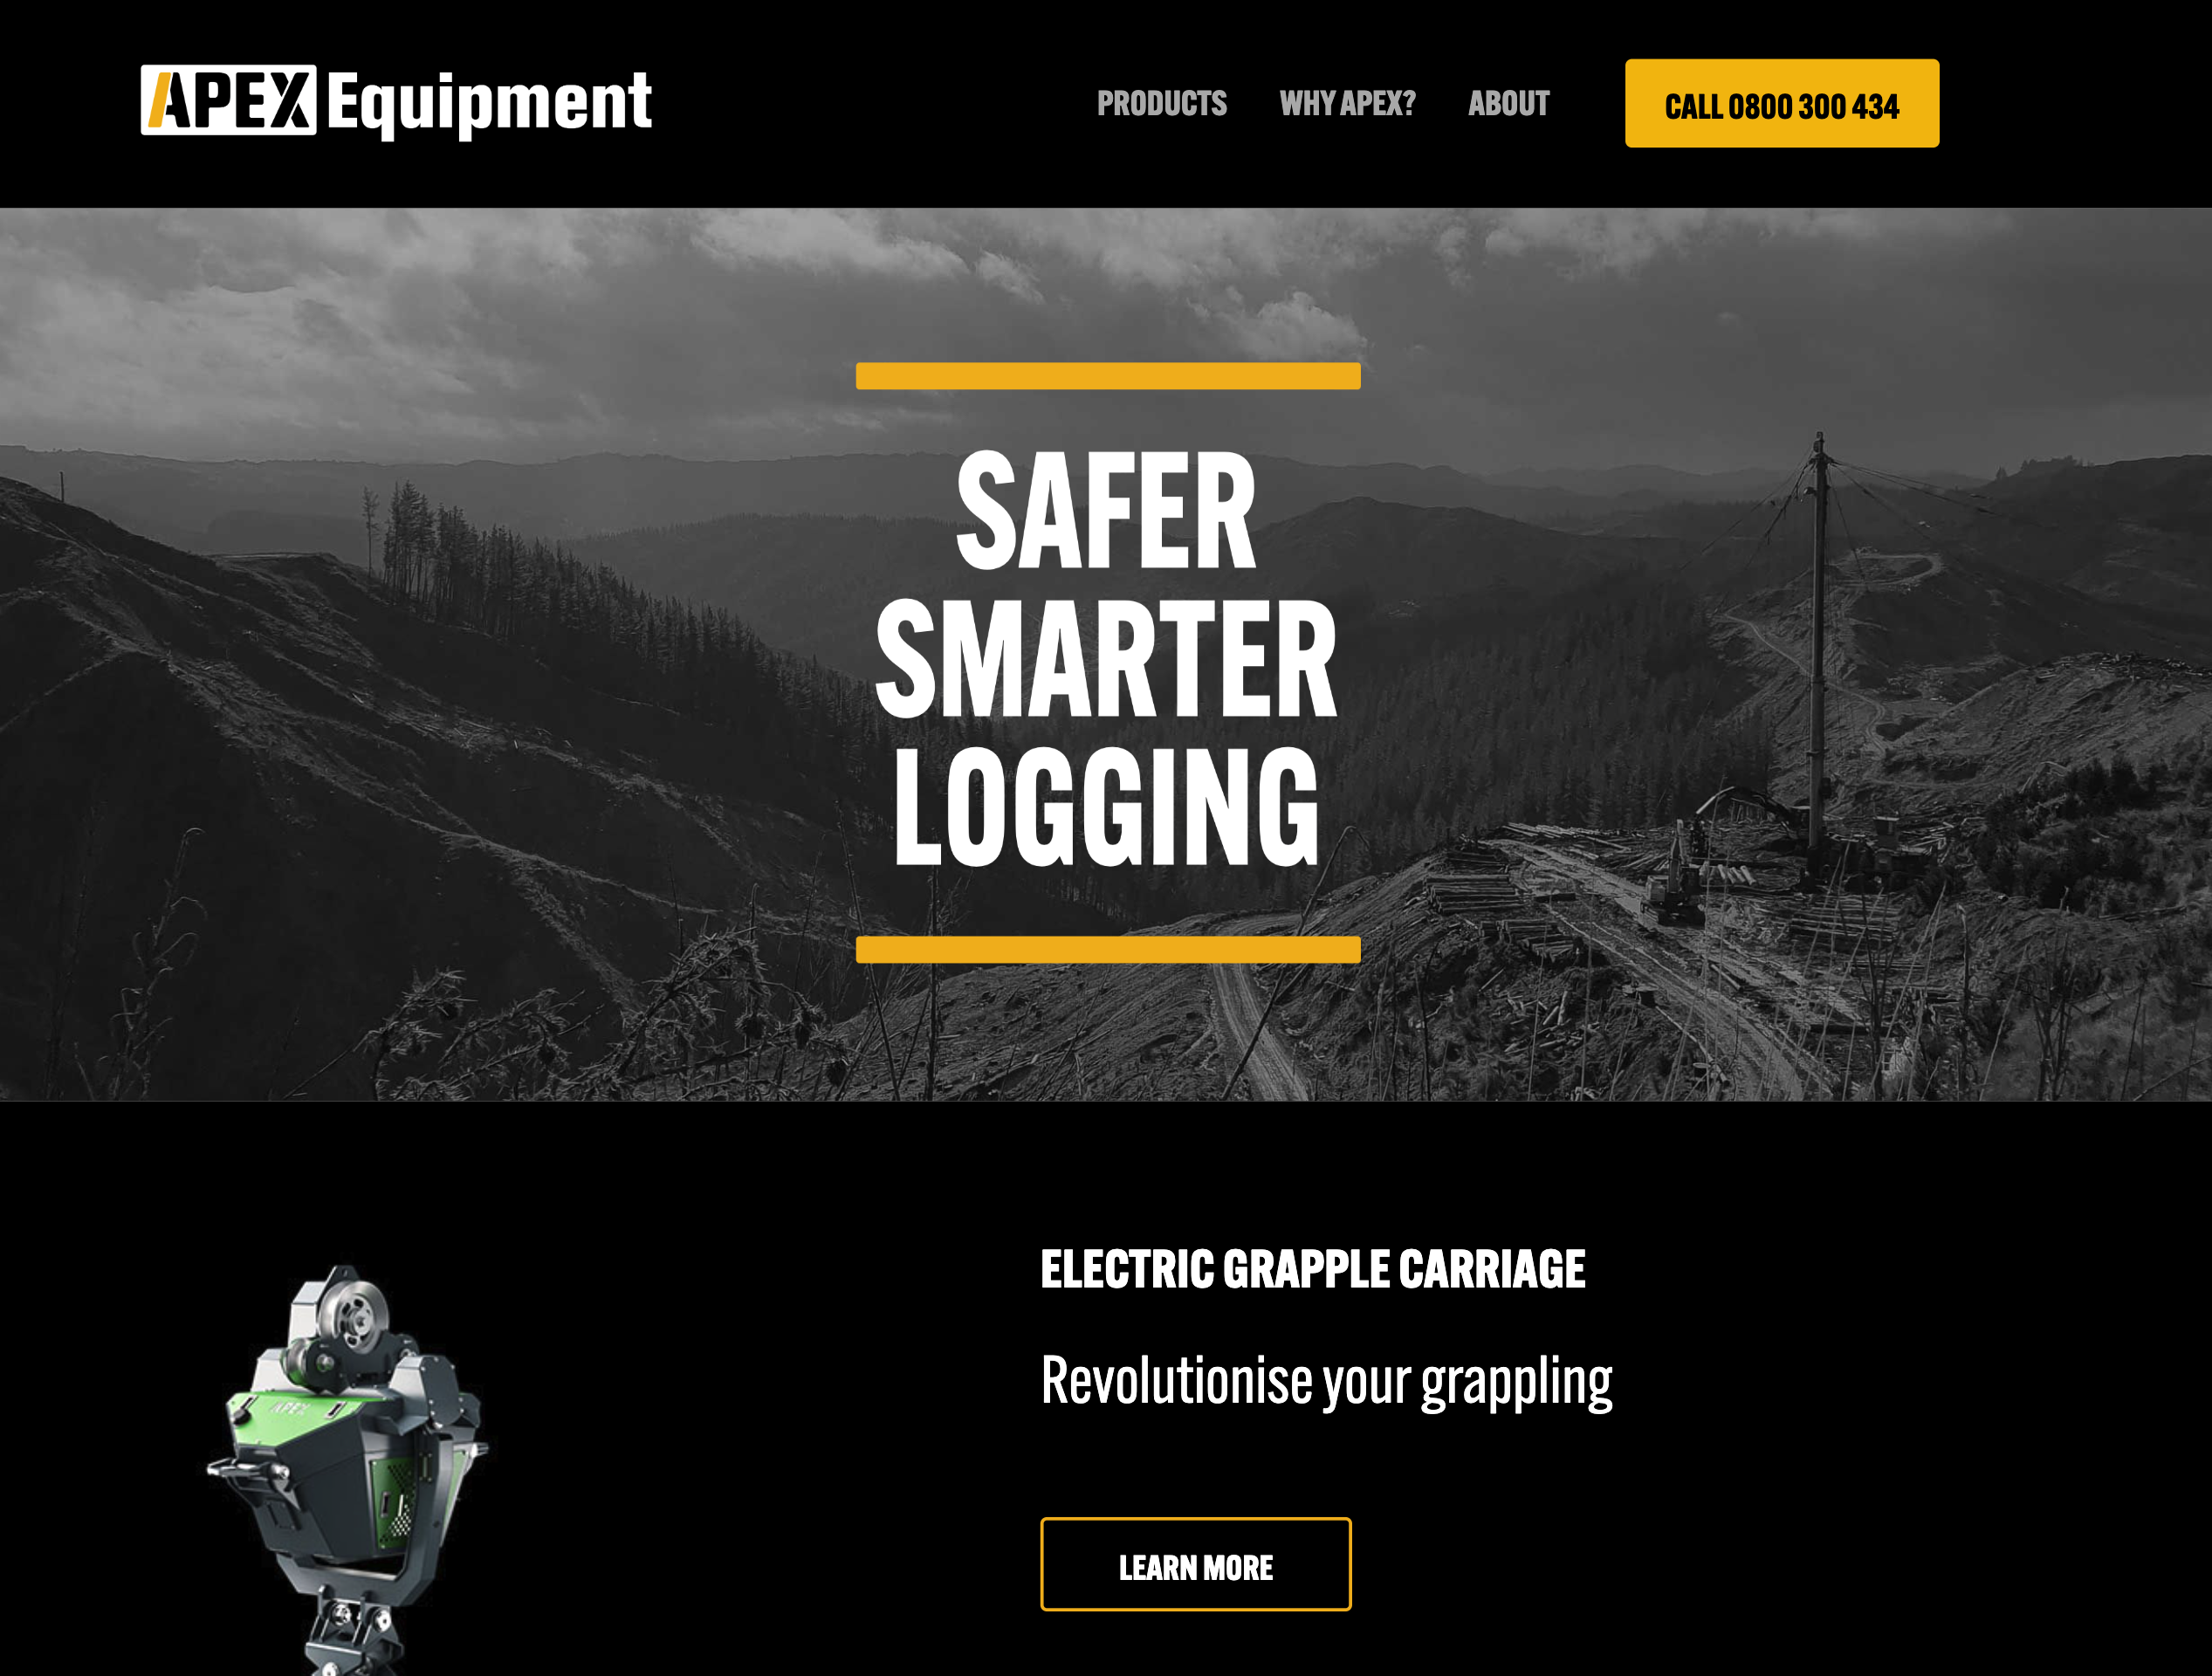 APEX Equipment
PRODUCTS
WHY APEX?
ABOUT
CALL 0800 300 434
SAFER
SMARTER
LOGGING
ELECTRIC GRAPPLE CARRIAGE
Revolutionise your grappling
APEX
LEARN MORE